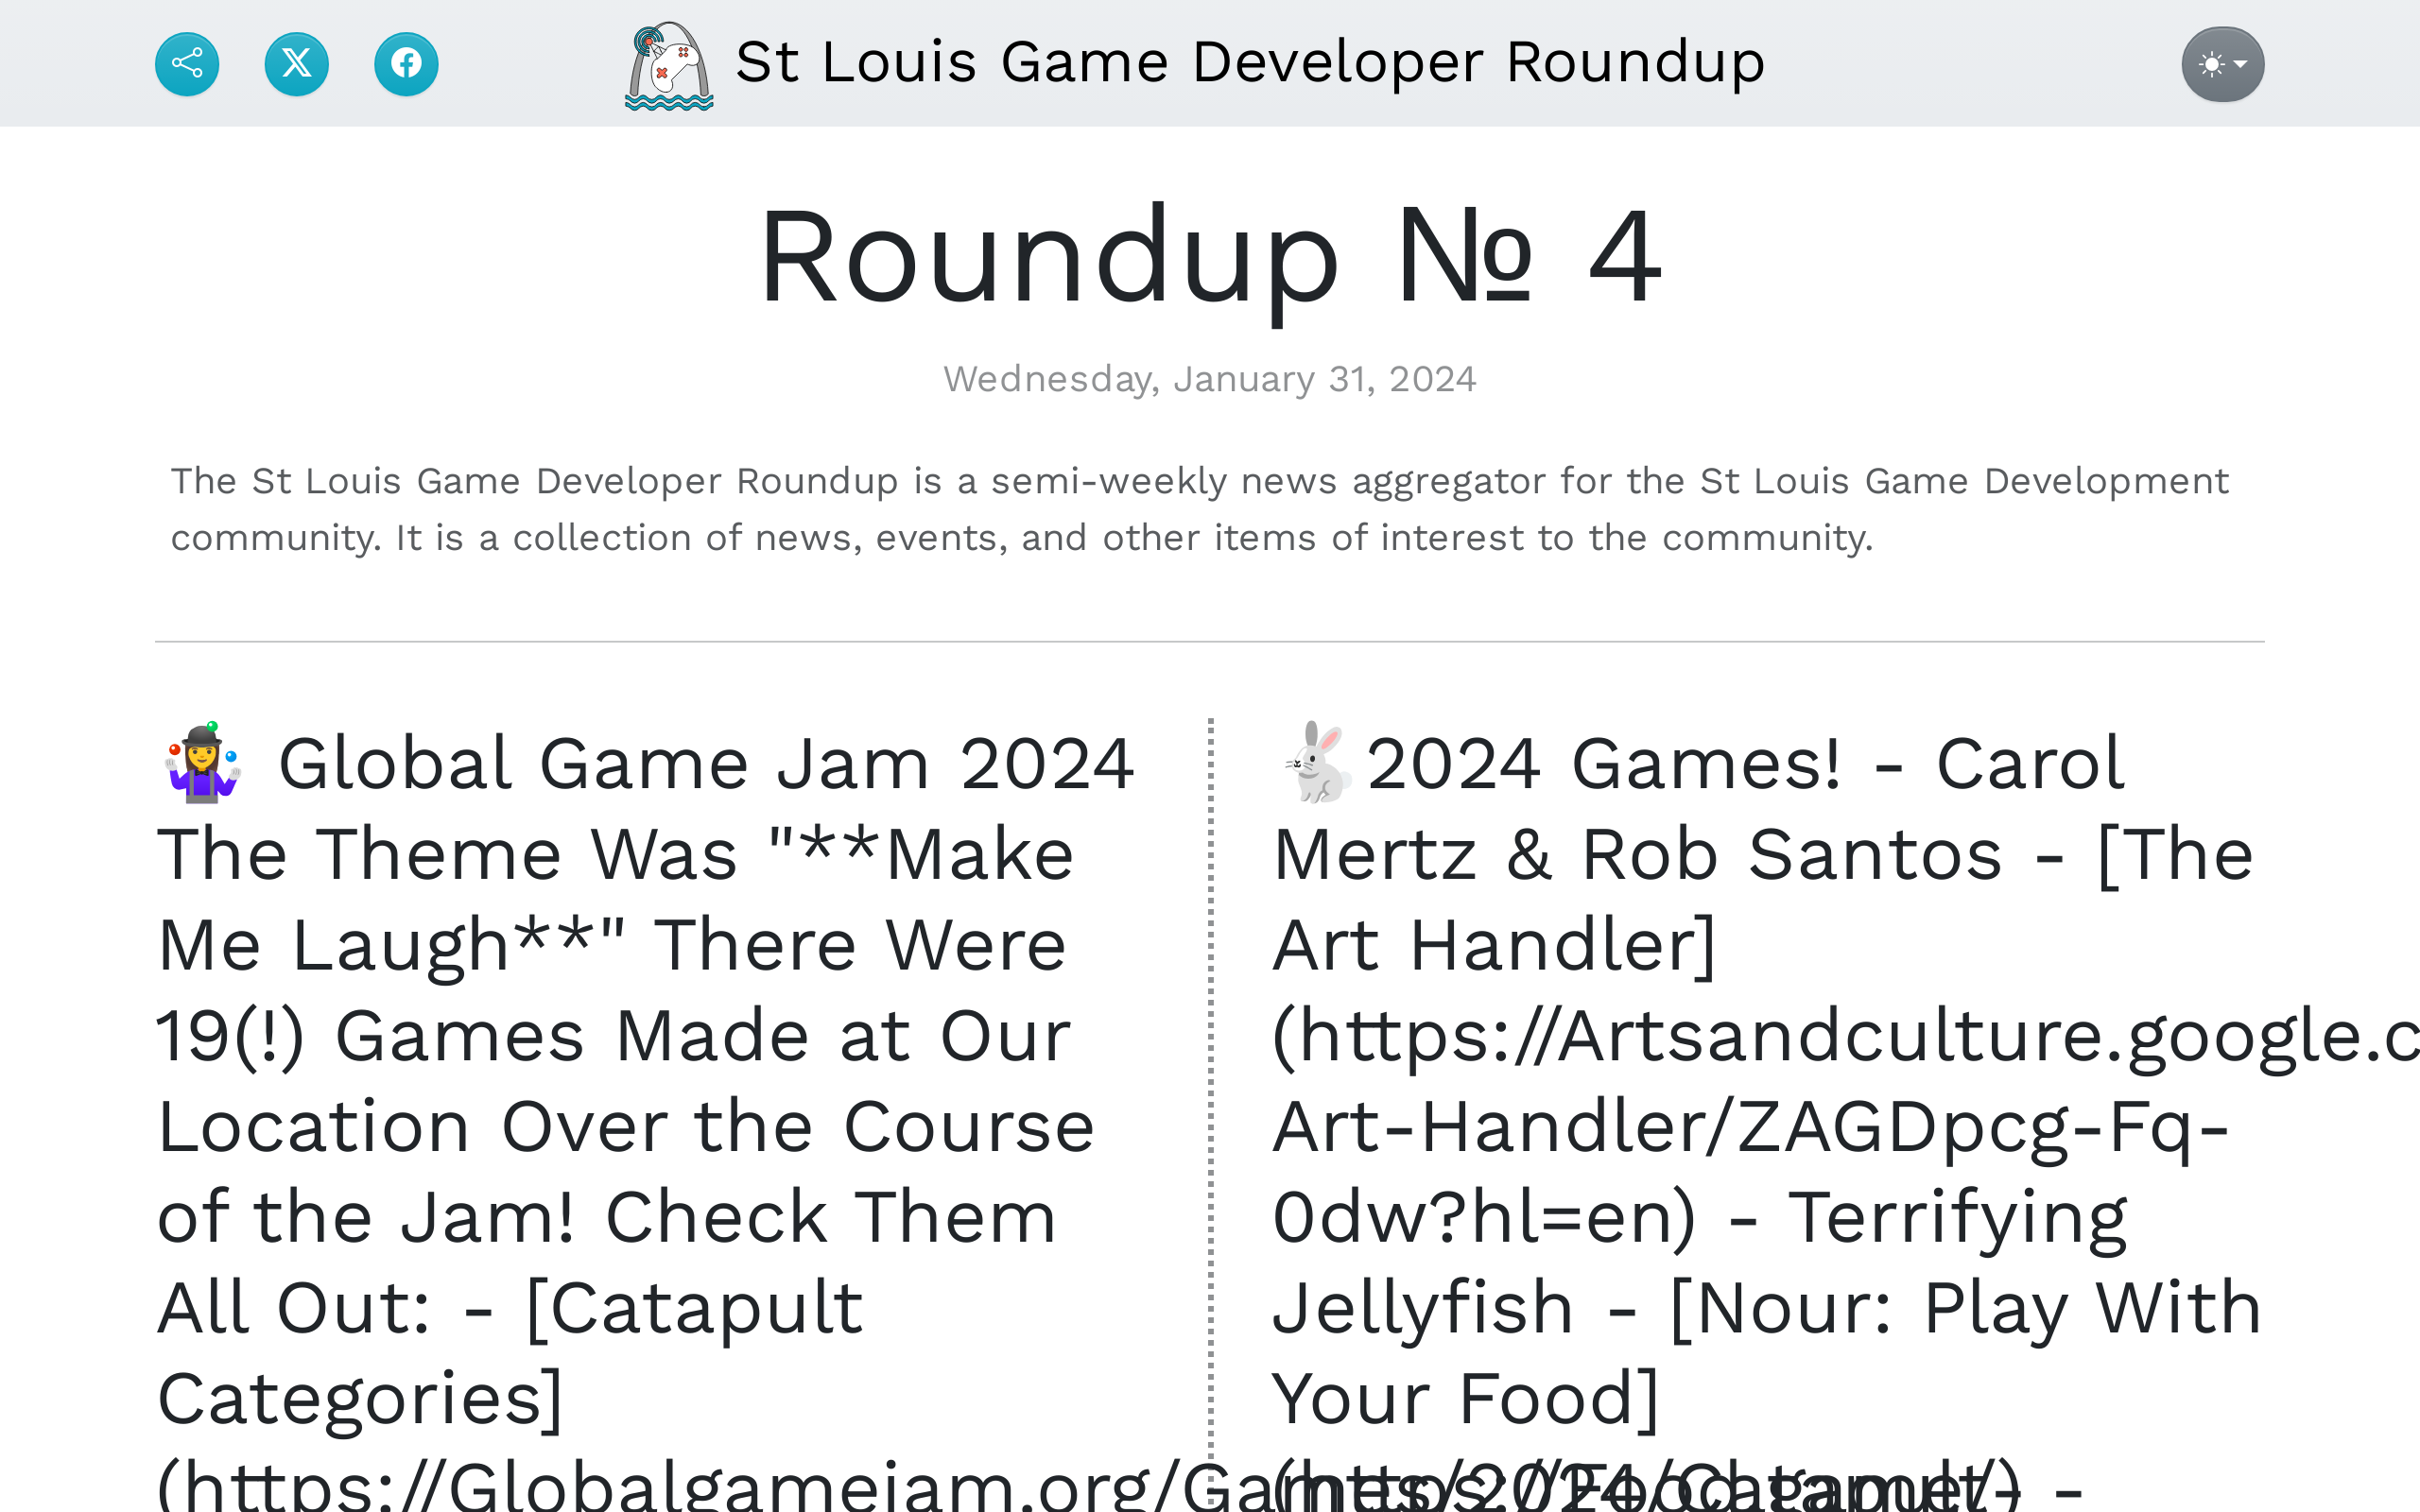 St Louis Game Developer Roundup
Roundup № 4
Wednesday, January 31, 2024
The St Louis Game Developer Roundup is a semi-weekly news aggregator for the St Louis Game Development
community. It is a collection of news, events, and other items of interest to the community.
Global Game Jam 2024
The Theme Was "**Make
Me Laugh**" There Were
19(!) Games Made at Our
Location Over the Course
of the Jam! Check Them
All Out: - [Catapult
Categories]
(https://Globalgamejam.org/Games/2024/Catapult-
2024 Games! - Carol
Mertz & Rob Santos - [The
Art Handler]
(https://Artsandculture.google.c
Art-Handler/ZAGDpcg-Fq-
0dw?hl=en) - Terrifying
Jellyfish - [Nour: Play With
Your Food]